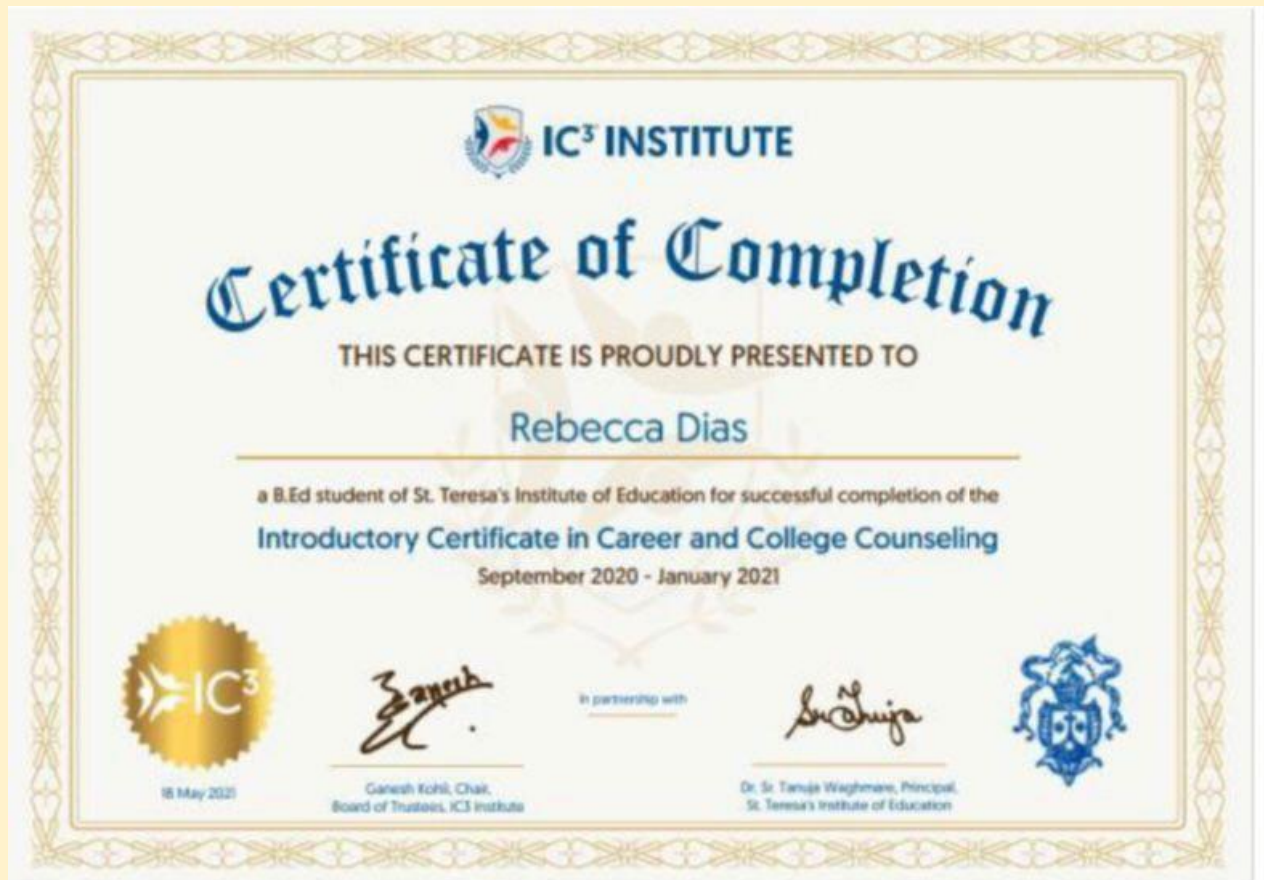 IC³ INSTITUTE
Certificate of Completion
THIS CERTIFICATE IS PROUDLY PRESENTED TO
Rebecca Dias
a B.Ed student of St. Teresa's Institute of Education for successful completion of the
Introductory Certificate in Career and College Counseling
September 2020 - January 2021
IC³
18 May 2021
Ganesh
Ganesh Kohli, Chair,
Board of Trustees, IC3 Institute
In partnership with
Sr. Tanuja
Dr. Sr. Tanuja Waghmare, Principal,
St. Teresa's Institute of Education